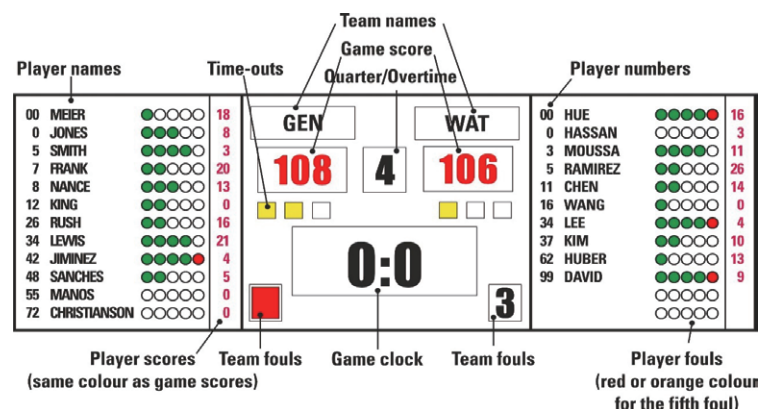 Team names
Game score
Player names
Time-outs
Quarter/Overtime
Player numbers
00 MEIER 18
0 JONES 8
5 SMITH 3
7 FRANK 20
8 NANCE 13
12 KING 0
26 RUSH 16
34 LEWIS 21
42 JIMINEZ 4
48 SANCHES 5
55 MANOS 0
72 CHRISTIANSON 0
GEN
WAT
108
4
106
0:0
3
00 HUE 16
0 HASSAN 3
3 MOUSSA 11
5 RAMIREZ 26
11 CHEN 14
16 WANG 0
34 LEE 4
37 KIM 10
62 HUBER 13
99 DAVID 9
Player scores
(same colour as game scores)
Team fouls
Game clock
Team fouls
Player fouls
(red or orange colour
for the fifth foul)